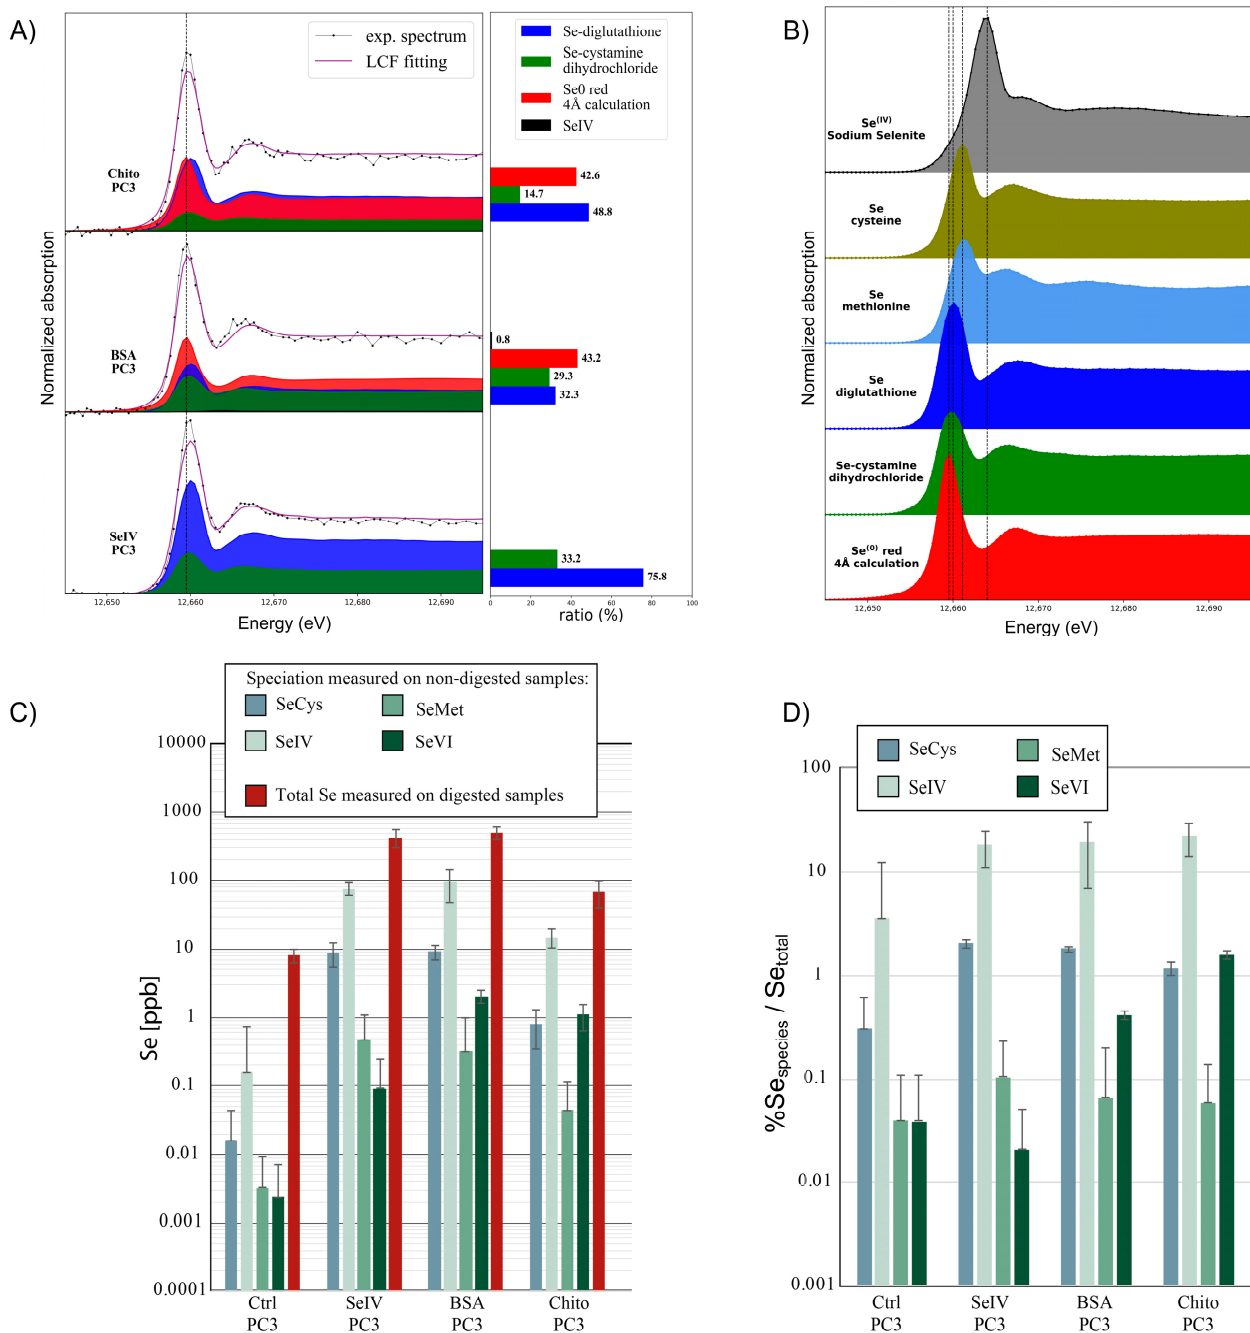 A)
exp. spectrum
LCF fitting
Se-diglutathione
Se-cystamine
dihydrochloride
Se0 red
4Å calculation
SeIV
Normalized absorption
Chito
PC3
BSA
PC3
SeIV
PC3
42.6
14.7
48.8
0.8
43.2
29.3
32.3
33.2
75.8
12,650
12,660
12,670
12,680
12,690
Energy (eV)
0
20
40
60
80
100
ratio (%)
B)
Normalized absorption
Se(IV)
Sodium Selenite
Se
cysteine
Se
methionine
Se
diglutathione
Se-cystamine
dihydrochloride
Se(0) red
4Å calculation
12,650
12,660
12,670
12,680
12,690
Energy (eV)
C)
Speciation measured on non-digested samples:
SeCys
SeMet
SeIV
SeVI
Total Se measured on digested samples
Se [ppb]
10000
1000
100
10
1
0.1
0.01
0.001
0.0001
Ctrl
PC3
SeIV
PC3
BSA
PC3
Chito
PC3
D)
SeCys
SeMet
SeIV
SeVI
%Se species / Se total
100
10
1
0.1
0.01
0.001
Ctrl
PC3
SeIV
PC3
BSA
PC3
Chito
PC3